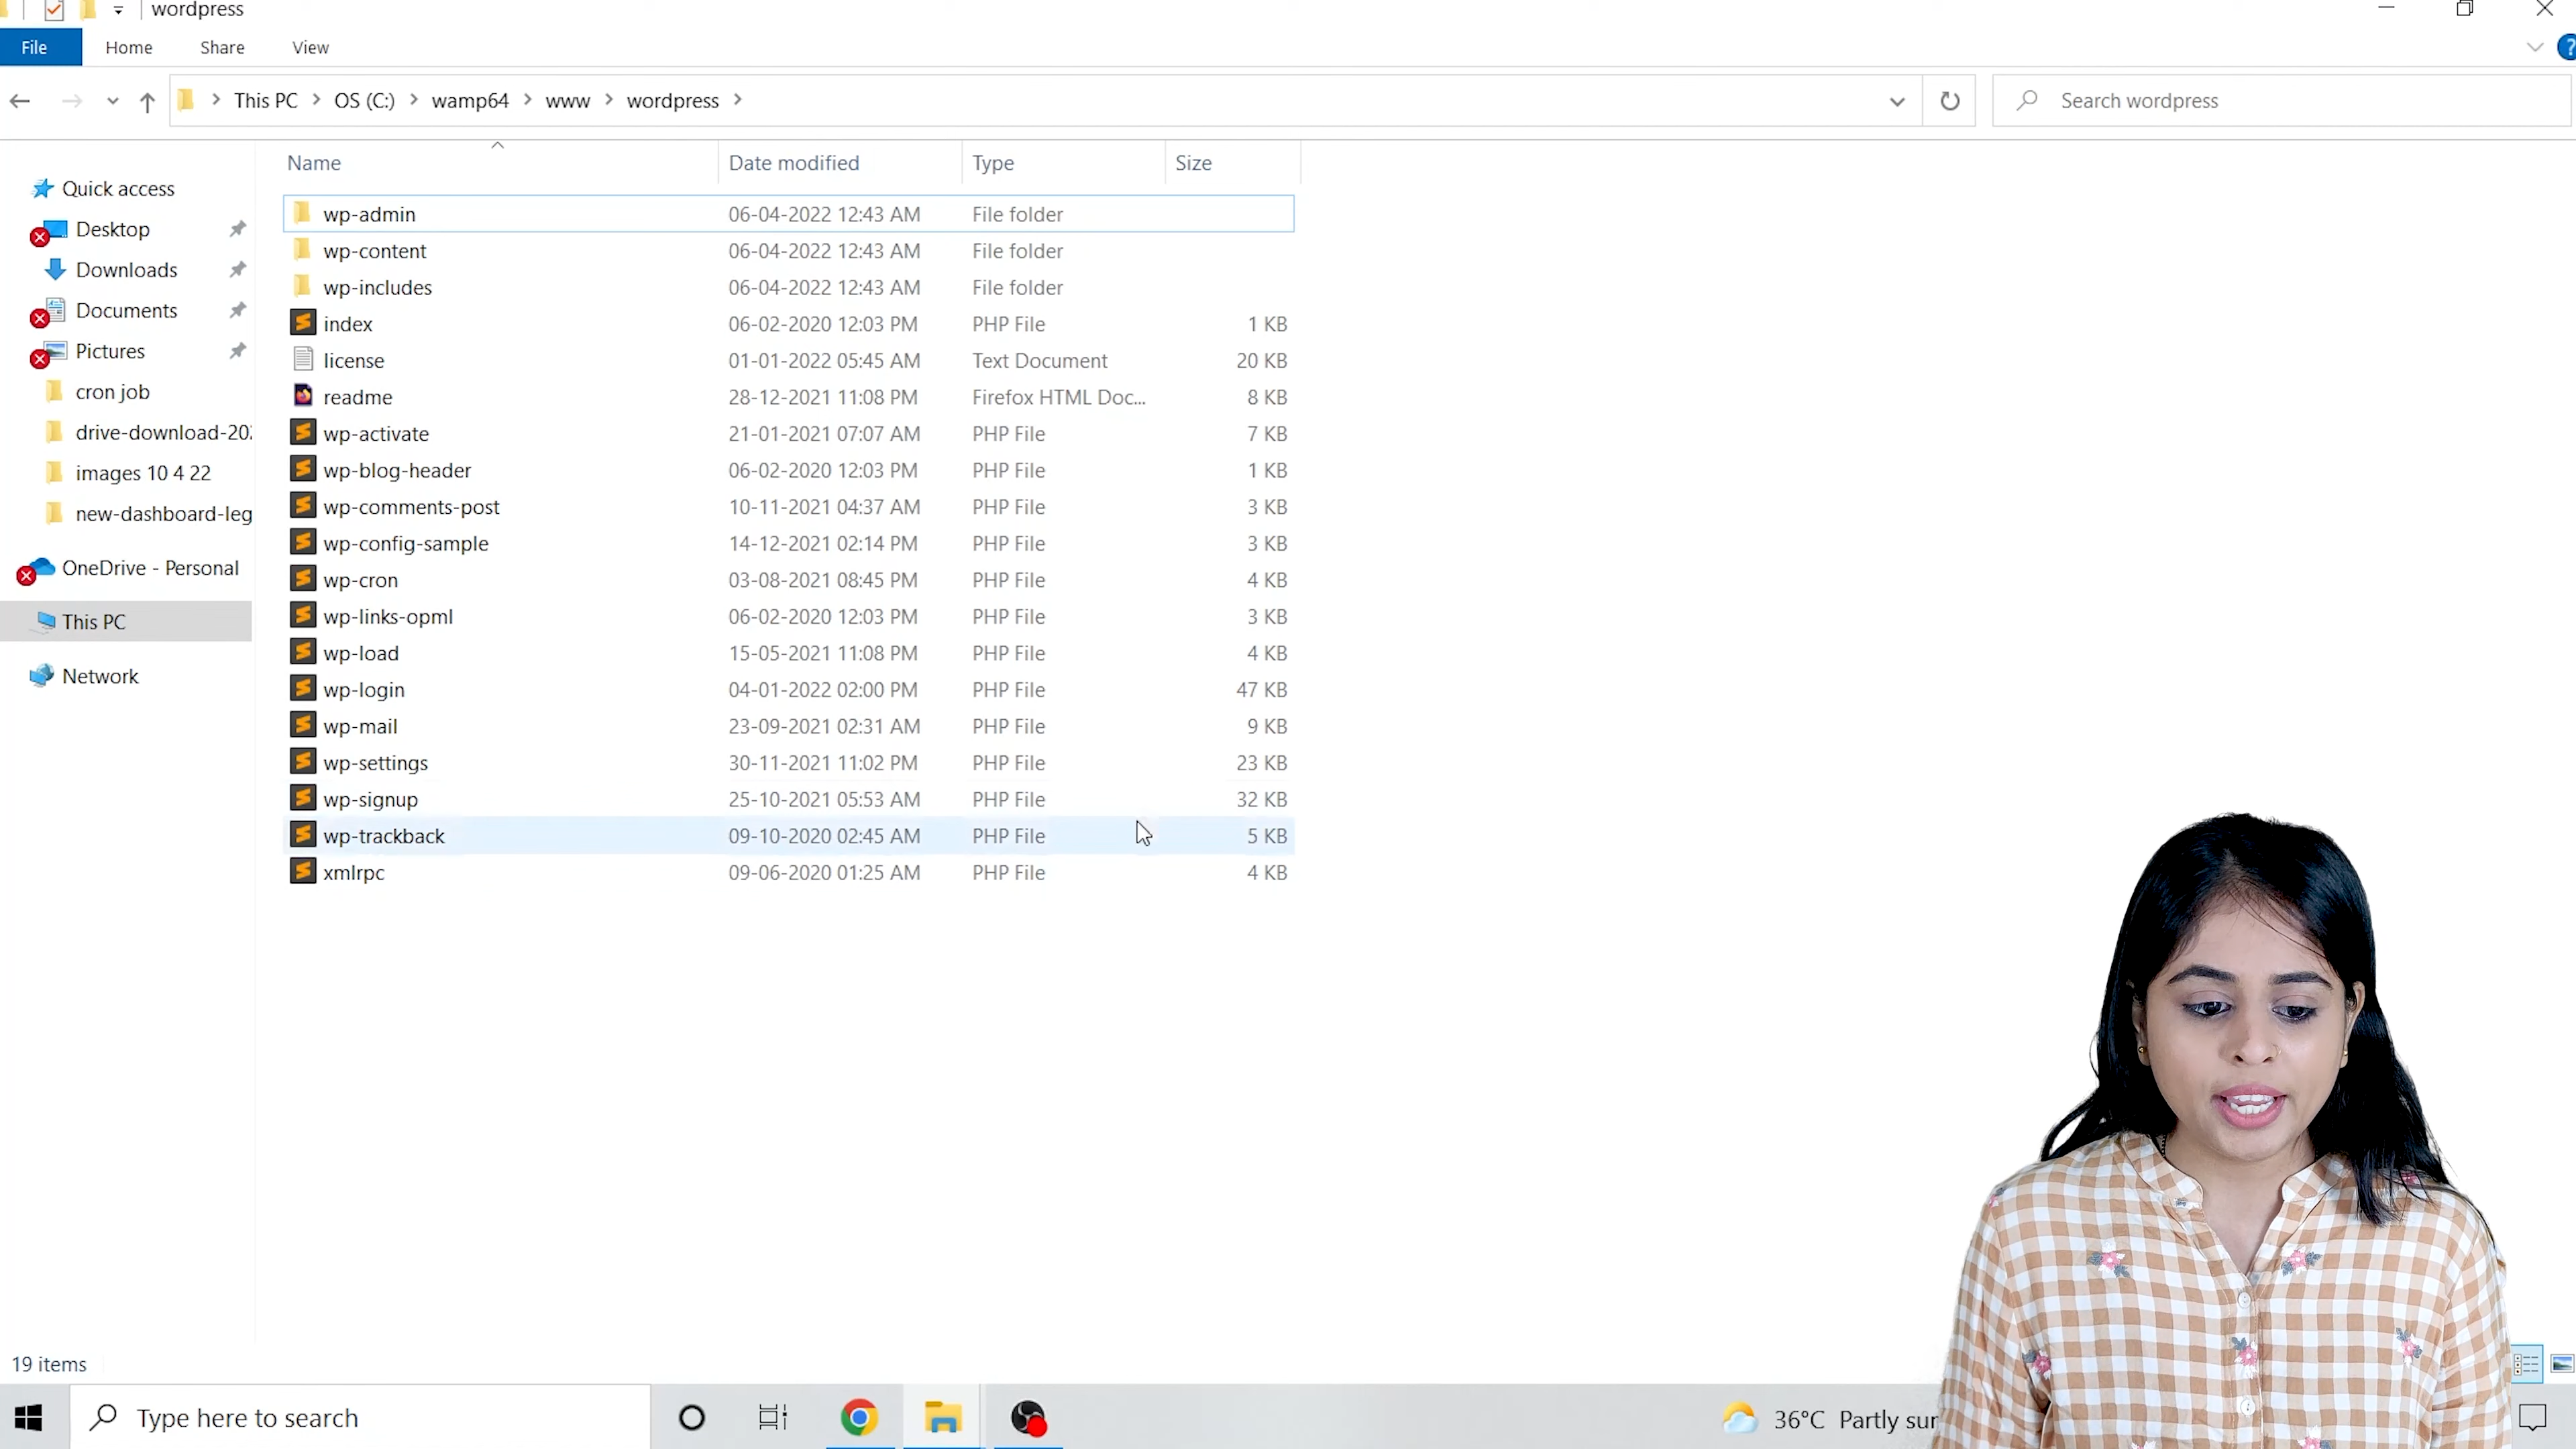 wordpress
File Home Share View
This PC OS (C:) wamp64 www wordpress
Search wordpress
Name Date modified Type Size
Quick access
Desktop
Downloads
Documents
Pictures
cron job
drive-download-202
images 10 4 22
new-dashboard-leg
OneDrive - Personal
This PC
Network
wp-admin 06-04-2022 12:43 AM File folder
wp-content 06-04-2022 12:43 AM File folder
wp-includes 06-04-2022 12:43 AM File folder
index 06-02-2020 12:03 PM PHP File 1 KB
license 01-01-2022 05:45 AM Text Document 20 KB
readme 28-12-2021 11:08 PM Firefox HTML Doc... 8 KB
wp-activate 21-01-2021 07:07 AM PHP File 7 KB
wp-blog-header 06-02-2020 12:03 PM PHP File 1 KB
wp-comments-post 10-11-2021 04:37 AM PHP File 3 KB
wp-config-sample 14-12-2021 02:14 PM PHP File 3 KB
wp-cron 03-08-2021 08:45 PM PHP File 4 KB
wp-links-opml 06-02-2020 12:03 PM PHP File 3 KB
wp-load 15-05-2021 11:08 PM PHP File 4 KB
wp-login 04-01-2022 02:00 PM PHP File 47 KB
wp-mail 23-09-2021 02:31 AM PHP File 9 KB
wp-settings 30-11-2021 11:02 PM PHP File 23 KB
wp-signup 25-10-2021 05:53 AM PHP File 32 KB
wp-trackback 09-10-2020 02:45 AM PHP File 5 KB
xmlrpc 09-06-2020 01:25 AM PHP File 4 KB
19 items
Type here to search
36°C Partly sur